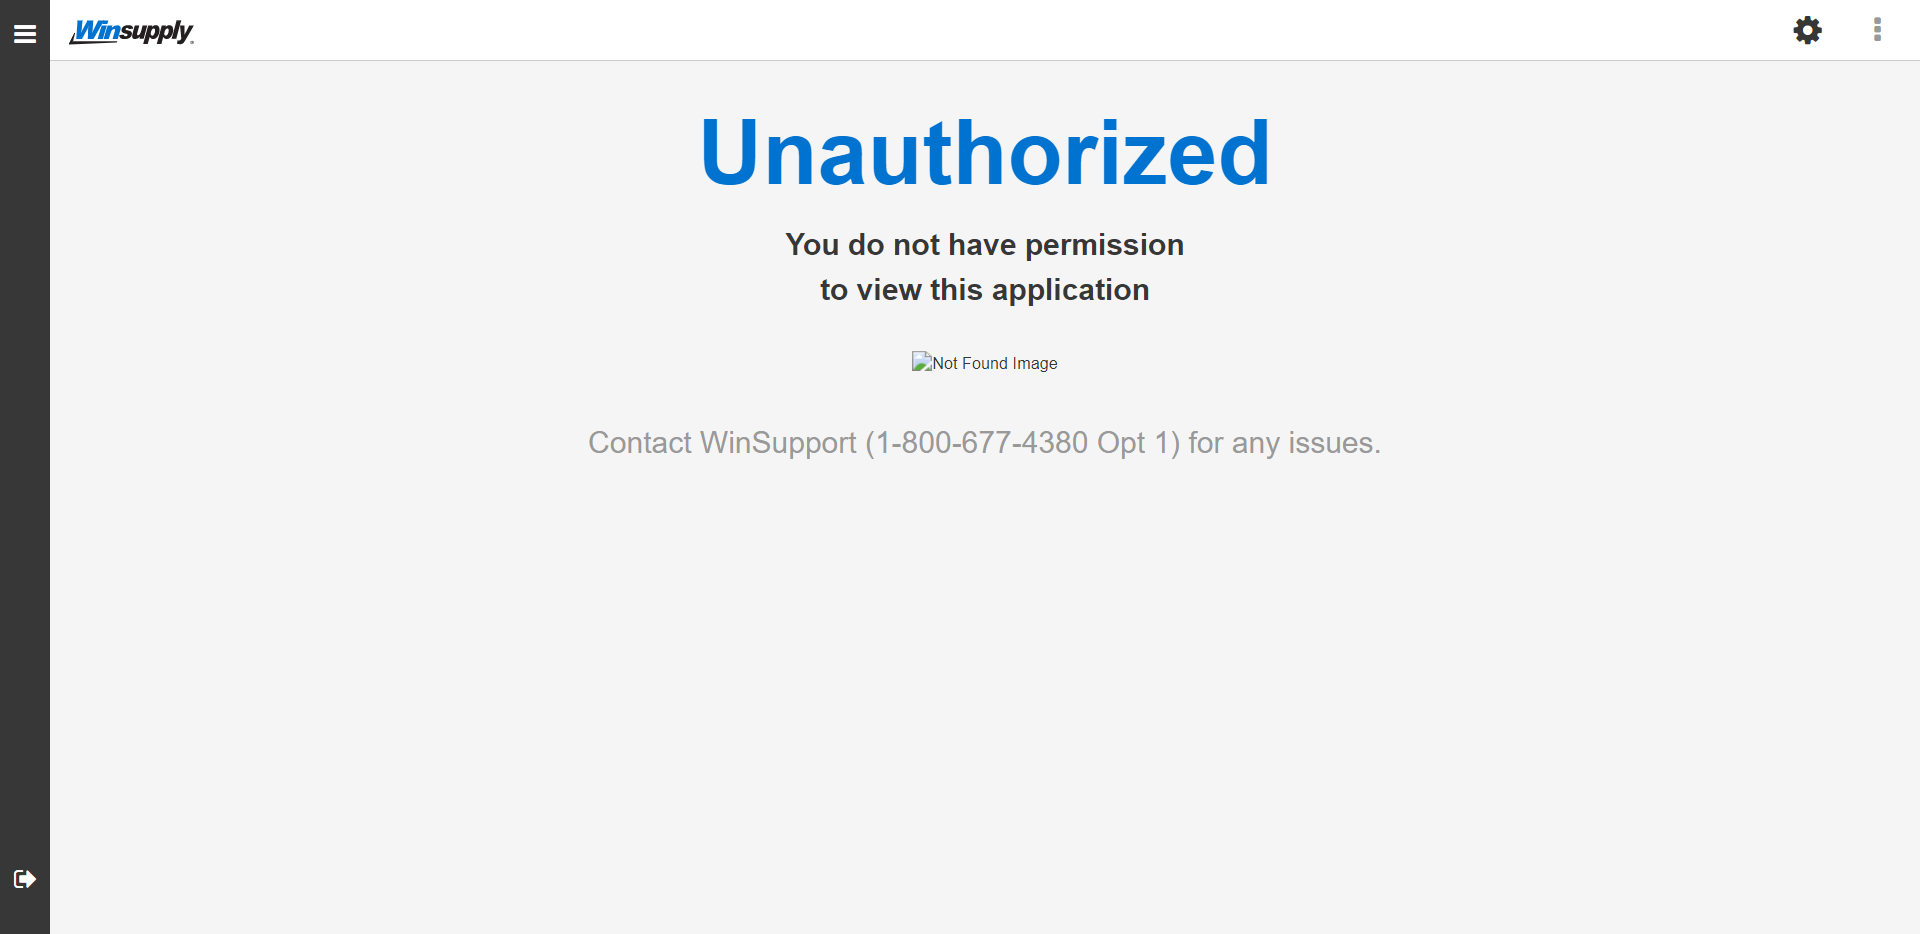 Winsupply
Unauthorized
You do not have permission
to view this application
Not Found Image
Contact WinSupport (1-800-677-4380 Opt 1) for any issues.